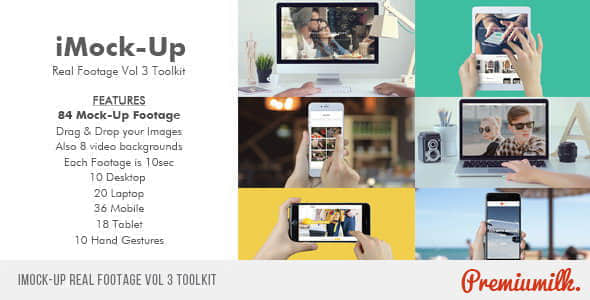 iMock-Up
Real Footage Vol 3 Toolkit
FEATURES
84 Mock-Up Footage
Drag & Drop your Images
Also 8 video backgrounds
Each Footage is 10sec
10 Desktop
20 Laptop
36 Mobile
18 Tablet
10 Hand Gestures
IMOCK-UP REAL FOOTAGE VOL 3 TOOLKIT
Premiumilk.